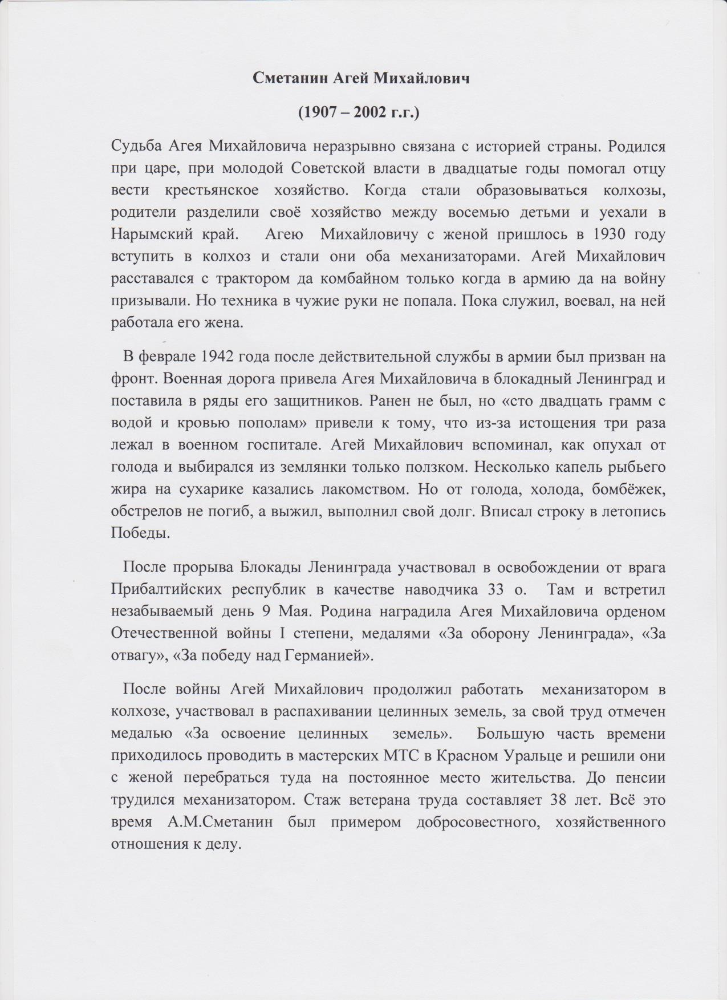 Сметанин Агей Михайлович
(1907 – 2002 г.г.)
Судьба Агея Михайловича неразрывно связана с историей страны. Родился
при царе, при молодой Советской власти в двадцатые годы помогал отцу
вести крестьянское хозяйство. Когда стали образовываться колхозы,
родители разделили своё хозяйство между восемью детьми и уехали в
Нарымский край. Агею Михайловичу с женой пришлось в 1930 году
вступить в колхоз и стали они оба механизаторами. Агей Михайлович
расставался с трактором да комбайном только когда в армию да на войну
призывали. Но техника в чужие руки не попала. Пока служил, воевал, на ней
работала его жена.
В феврале 1942 года после действительной службы в армии был призван на
фронт. Военная дорога привела Агея Михайловича в блокадный Ленинград и
поставила в ряды его защитников. Ранен не был, но «сто двадцать грамм с
водой и кровью пополам» привели к тому, что из-за истощения три раза
лежал в военном госпитале. Агей Михайлович вспоминал, как опухал от
голода и выбирался из землянки только ползком. Несколько капель рыбьего
жира на сухарике казались лакомством. Но от голода, холода, бомбёжек,
обстрелов не погиб, а выжил, выполнил свой долг. Вписал строку в летопись
Победы.
После прорыва Блокады Ленинграда участвовал в освобождении от врага
Прибалтийских республик в качестве наводчика 33 о. Там и встретил
незабываемый день 9 Мая. Родина наградила Агея Михайловича орденом
Отечественной войны I степени, медалями «За оборону Ленинграда», «За
отвагу», «За победу над Германией».
После войны Агей Михайлович продолжил работать механизатором в
колхозе, участвовал в распахивании целинных земель, за свой труд отмечен
медалью «За освоение целинных земель». Большую часть времени
приходилось проводить в мастерских МТС в Красном Уральце и решили они
с женой перебраться туда на постоянное место жительства. До пенсии
трудился механизатором. Стаж ветерана труда составляет 38 лет. Всё это
время А.М.Сметанин был примером добросовестного, хозяйственного
отношения к делу.